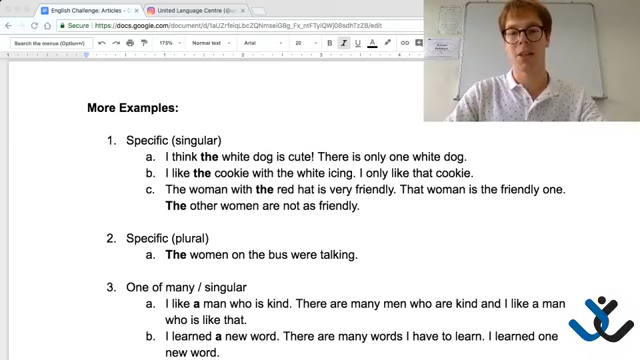 English Challenge: Articles - G
United Language Centre (@un
Secure
https://docs.google.com/document/d/
/edit
Search the menus (Option+/)
175%
Normal text
Arial
20
B I U A
More Examples:
1. Specific (singular)
a. I think the white dog is cute! There is only one white dog.
b. I like the cookie with the white icing. I only like that cookie.
c. The woman with the red hat is very friendly. That woman is the friendly one.
The other women are not as friendly.
2. Specific (plural)
a. The women on the bus were talking.
3. One of many / singular
a. I like a man who is kind. There are many men who are kind and I like a man
who is like that.
b. I learned a new word. There are many words I have to learn. I learned one
new word.